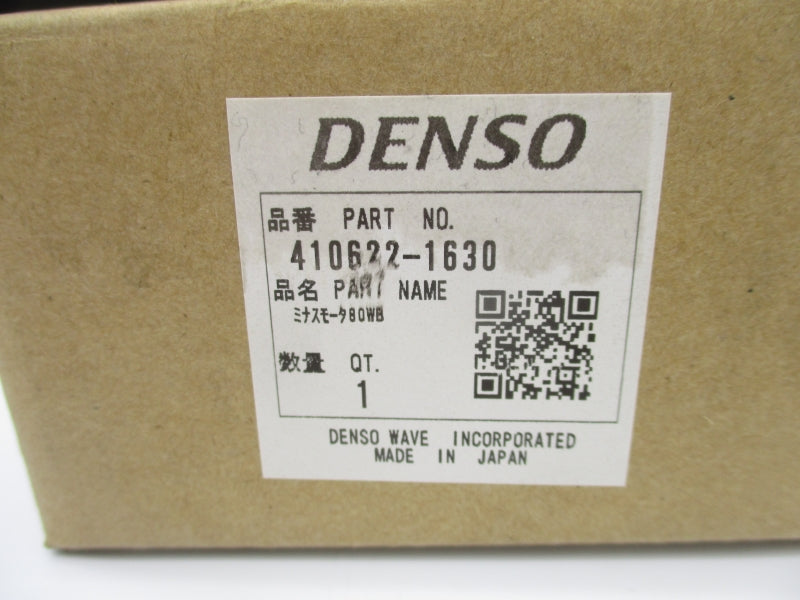 DENSO
品番 PART NO.
410622-1630
品名 PART NAME
ミナスモータ80WB
数量 QT.
1
DENSO WAVE INCORPORATED
MADE IN JAPAN